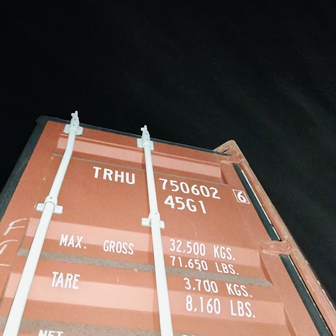 TRHU 750602 6
45G1
MAX. GROSS 32.500 KGS.
71.650 LBS.
TARE 3.700 KGS.
8.160 LBS.
NET